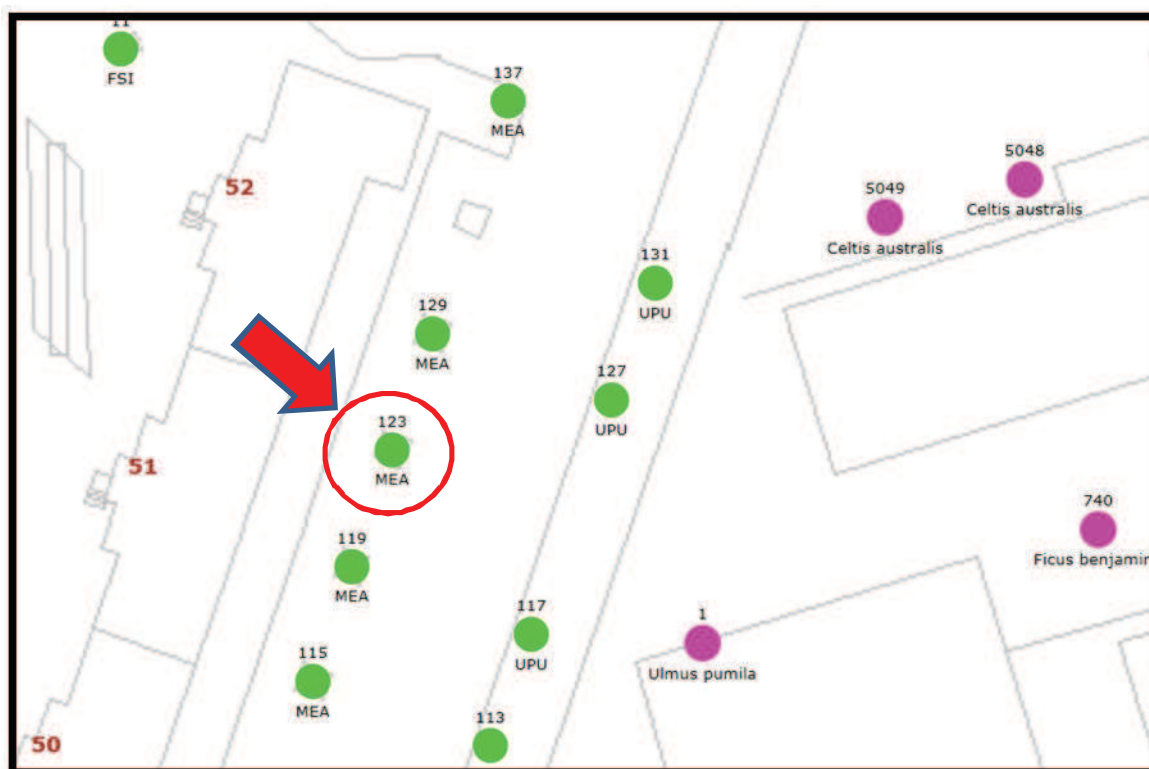 11
FSI
137
MEA
52
5048
Celtis australis
5049
Celtis australis
131
UPU
129
MEA
127
UPU
123
MEA
51
740
Ficus benjamin
119
MEA
117
UPU
1
Ulmus pumila
115
MEA
113
50